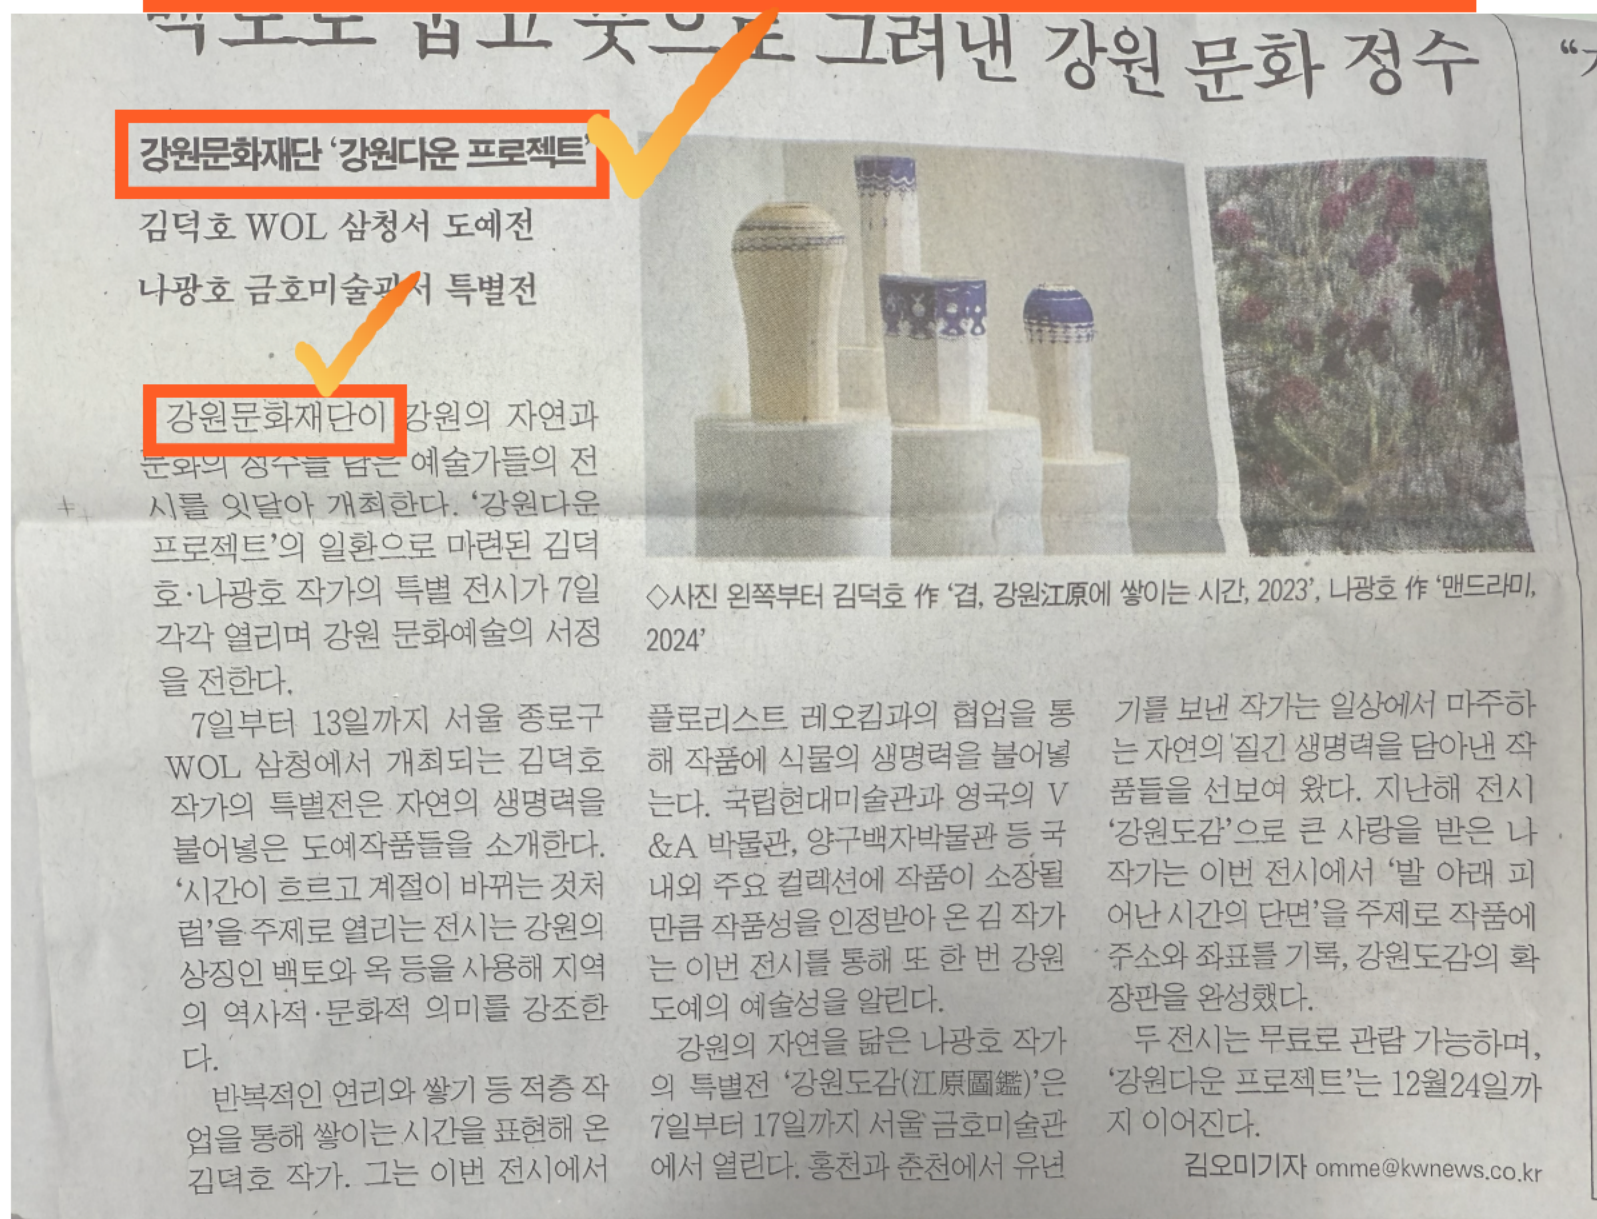 백토로 빚고 붓으로 그려낸 강원 문화 정수
강원문화재단 ‘강원다운 프로젝트’
김덕호 WOL 삼청서 도예전
나광호 금호미술관서 특별전
강원문화재단이 강원의 자연과
문화의 정수를 담은 예술가들의 전
시를 잇달아 개최한다. ‘강원다운
프로젝트’의 일환으로 마련된 김덕
호·나광호 작가의 특별 전시가 7일
각각 열리며 강원 문화예술의 서정
을 전한다.
7일부터 13일까지 서울 종로구
WOL 삼청에서 개최되는 김덕호
작가의 특별전은 자연의 생명력을
불어넣은 도예작품들을 소개한다.
‘시간이 흐르고 계절이 바뀌는 것처
럼’을 주제로 열리는 전시는 강원의
상징인 백토와 옥 등을 사용해 지역
의 역사적·문화적 의미를 강조한
다.
반복적인 연리와 쌓기 등 적층 작
업을 통해 쌓이는 시간을 표현해 온
김덕호 작가. 그는 이번 전시에서
◇사진 왼쪽부터 김덕호 作 ‘겹, 강원江原에 쌓이는 시간, 2023’, 나광호 作 ‘맨드라미,
2024’
플로리스트 레오킴과의 협업을 통
해 작품에 식물의 생명력을 불어넣
는다. 국립현대미술관과 영국의 V
&A 박물관, 양구백자박물관 등 국
내외 주요 컬렉션에 작품이 소장될
만큼 작품성을 인정받아 온 김 작가
는 이번 전시를 통해 또 한 번 강원
도예의 예술성을 알린다.
강원의 자연을 닮은 나광호 작가
의 특별전 ‘강원도감(江原圖鑑)’은
7일부터 17일까지 서울 금호미술관
에서 열린다. 홍천과 춘천에서 유년
기를 보낸 작가는 일상에서 마주하
는 자연의 질긴 생명력을 담아낸 작
품들을 선보여 왔다. 지난해 전시
‘강원도감’으로 큰 사랑을 받은 나
작가는 이번 전시에서 ‘발 아래 피
어난 시간의 단면’을 주제로 작품에
주소와 좌표를 기록, 강원도감의 확
장판을 완성했다.
두 전시는 무료로 관람 가능하며,
‘강원다운 프로젝트’는 12월24일까
지 이어진다.
김오미기자 omme@kwnews.co.kr